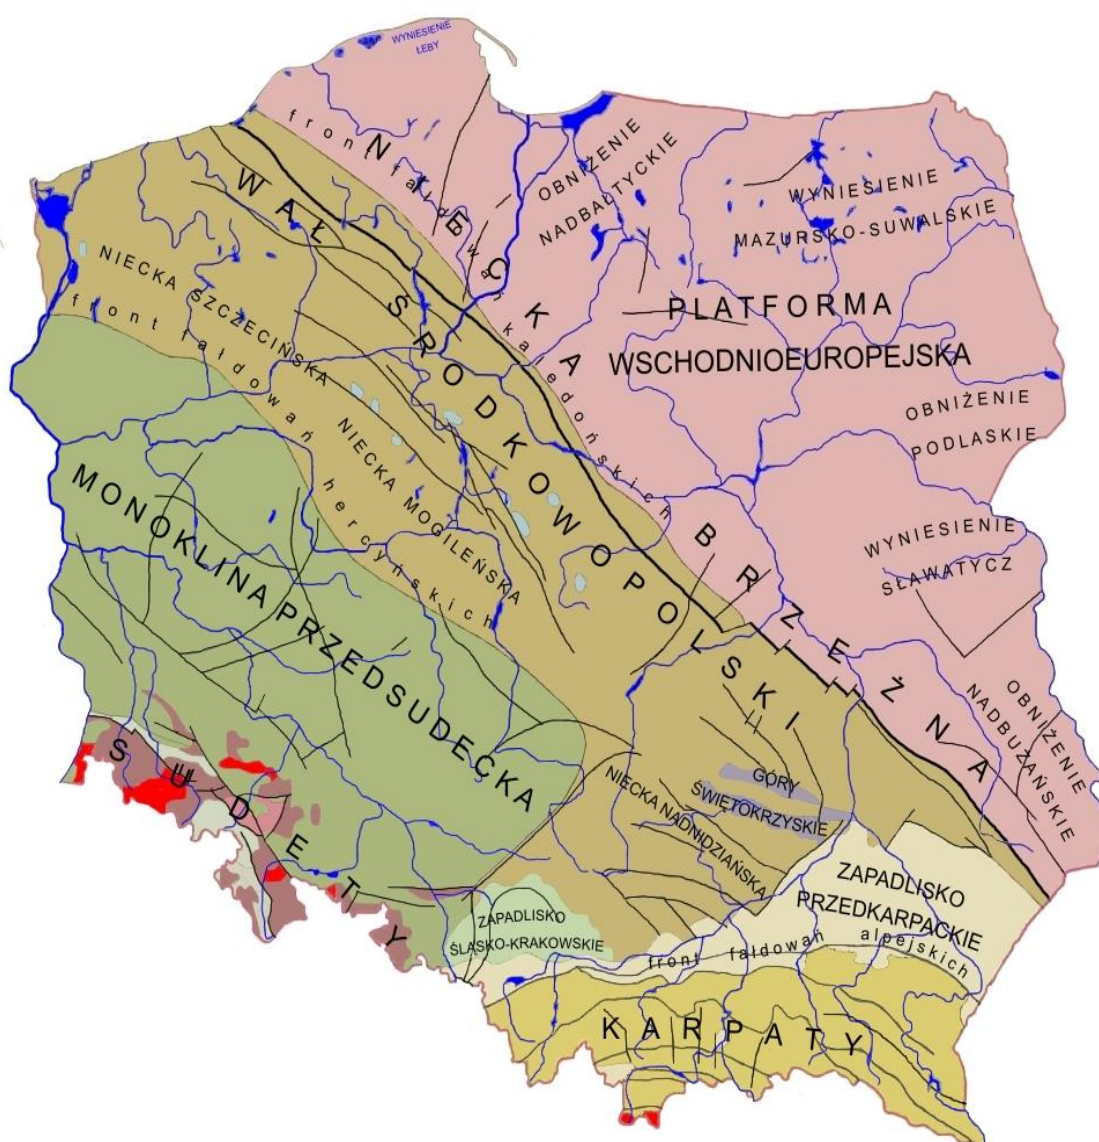 WYNIESIENIE
ŁEBY
front fałdowań kaledońskich
NIECKA BRZEŻNA
OBNIŻENIE
NADBAŁTYCKIE
WYNIESIENIE
MAZURSKO-SUWALSKIE
WAŁ ŚRODKOWOPOLSKI
PLATFORMA
WSCHODNIOEUROPEJSKA
NIECKA SZCZECIŃSKA
front fałdowań hercyńskich
NIECKA MOGILEŃSKA
OBNIŻENIE
PODLASKIE
MONOKLINA PRZEDSUDECKA
WYNIESIENIE
SŁAWATYCZ
OBNIŻENIE
NADBUŻAŃSKIE
SUDETY
GÓRY
ŚWIĘTOKRZYSKIE
NIECKA NADNIDZIAŃSKA
ZAPADLISKO
PRZEDKARPACKIE
ZAPADLISKO
ŚLĄSKO-KRAKOWSKIE
front fałdowań alpejskich
KARPATY